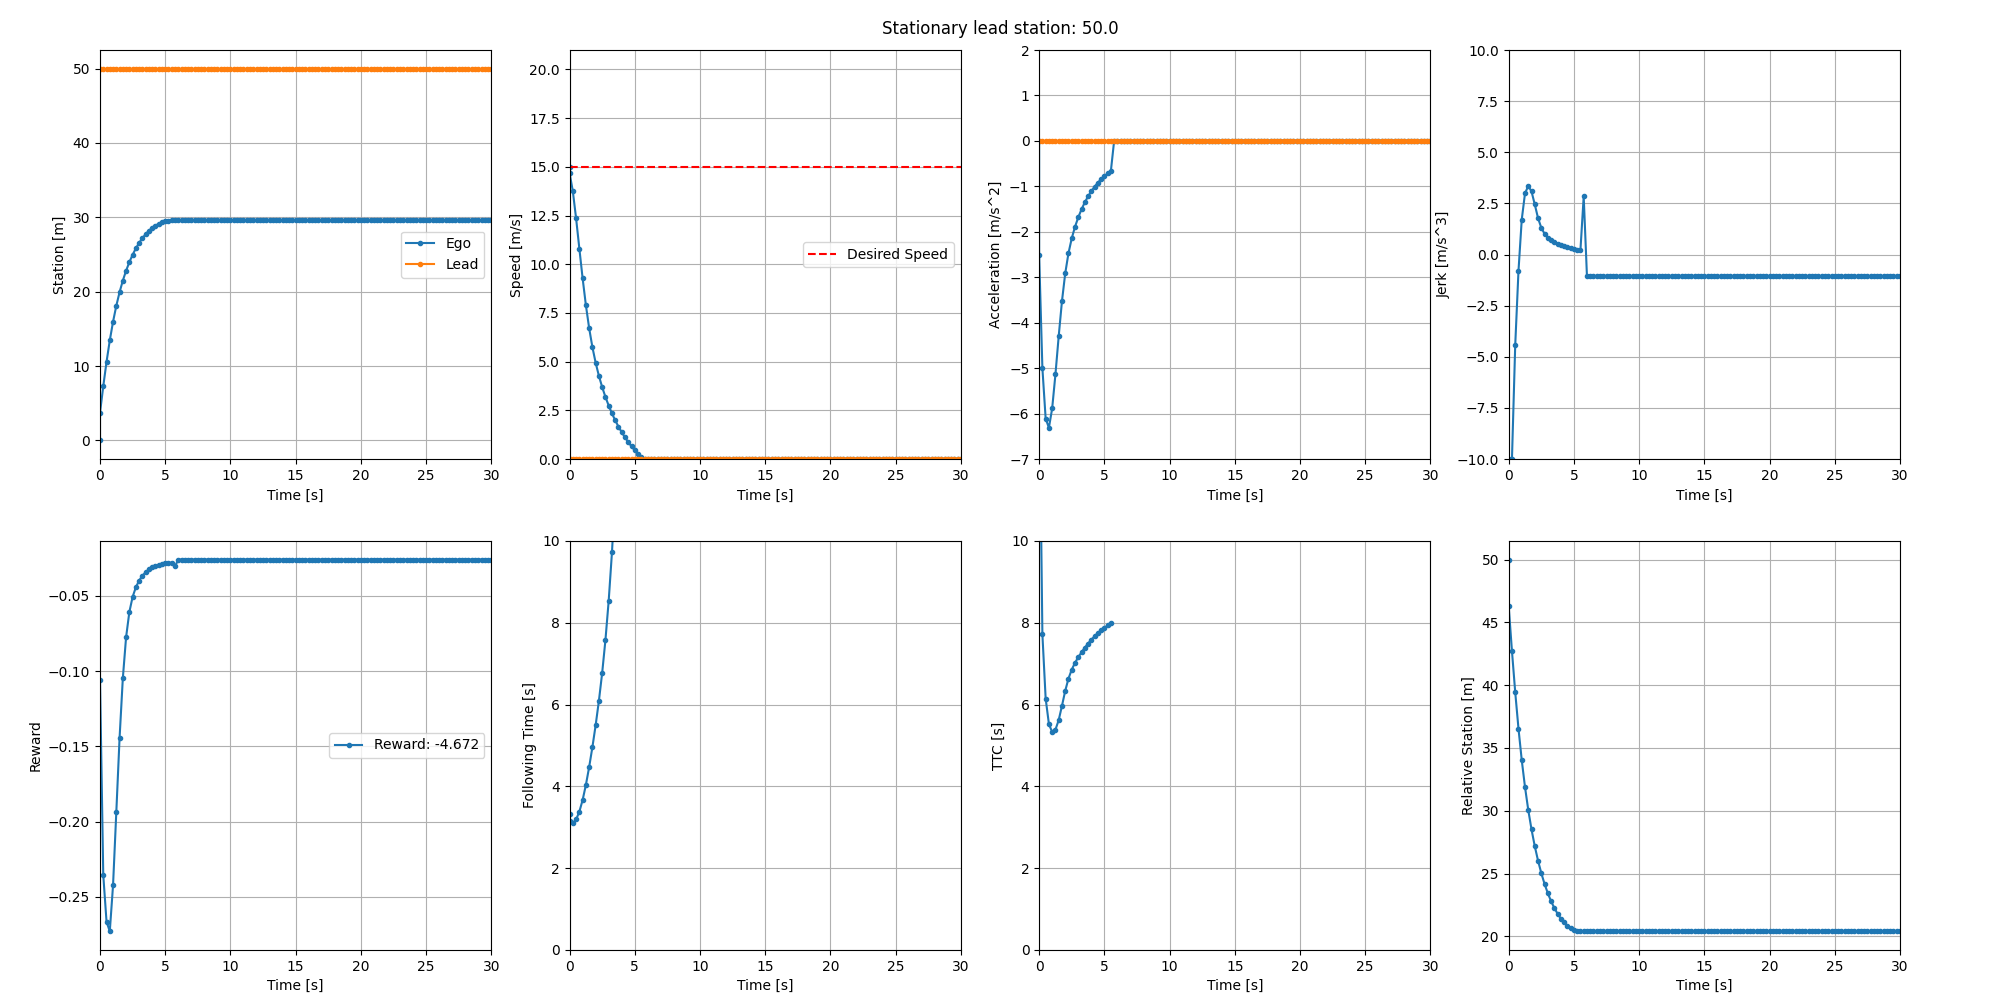 Stationary lead station: 50.0
Station [m]
50
40
30
20
10
0
0 5 10 15 20 25 30
Time [s]
Ego
Lead
Speed [m/s]
20.0
17.5
15.0
12.5
10.0
7.5
5.0
2.5
0.0
0 5 10 15 20 25 30
Time [s]
Desired Speed
Acceleration [m/s^2]
2
1
0
−1
−2
−3
−4
−5
−6
−7
0 5 10 15 20 25 30
Time [s]
Jerk [m/s^3]
10.0
7.5
5.0
2.5
0.0
−2.5
−5.0
−7.5
−10.0
0 5 10 15 20 25 30
Time [s]
Reward
−0.05
−0.10
−0.15
−0.20
−0.25
0 5 10 15 20 25 30
Time [s]
Reward: -4.672
Following Time [s]
10
8
6
4
2
0
0 5 10 15 20 25 30
Time [s]
TTC [s]
10
8
6
4
2
0
0 5 10 15 20 25 30
Time [s]
Relative Station [m]
50
45
40
35
30
25
20
0 5 10 15 20 25 30
Time [s]